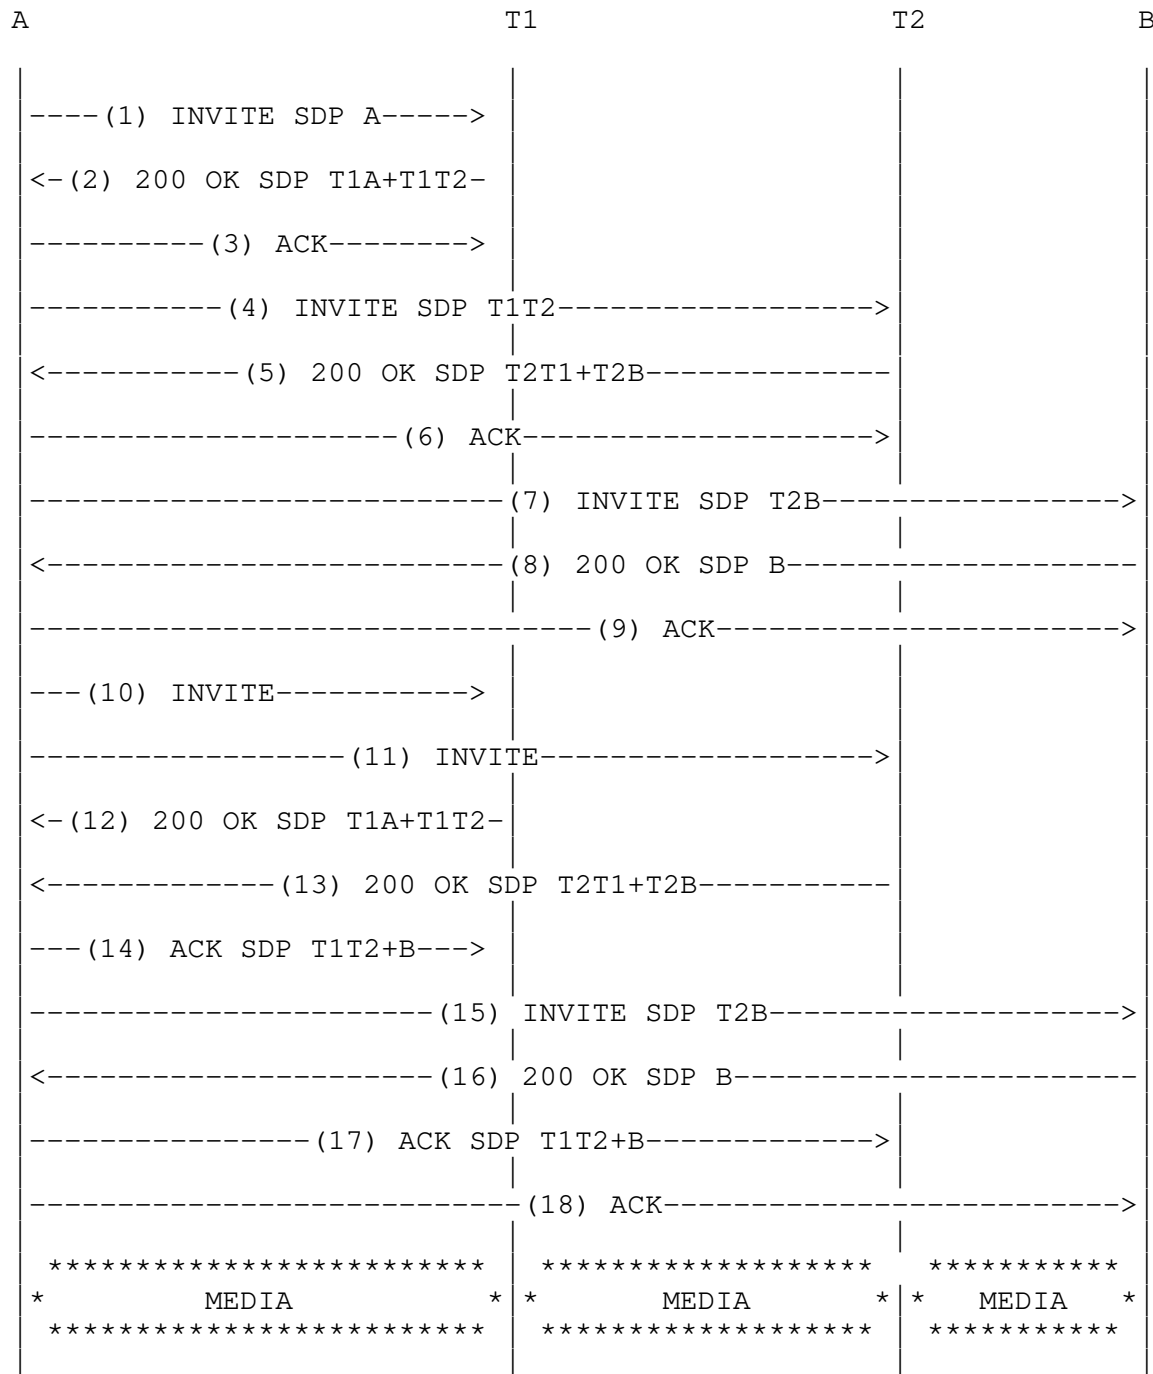 A T1 T2 B
----(1) INVITE SDP A----->
<-(2) 200 OK SDP T1A+T1T2-
----------(3) ACK-------->
-----------(4) INVITE SDP T1T2------------------>
<-----------(5) 200 OK SDP T2T1+T2B--------------
---------------------(6) ACK-------------------->
---------------------------(7) INVITE SDP T2B----------------->
<--------------------------(8) 200 OK SDP B--------------------
--------------------------------(9) ACK----------------------->
---(10) INVITE----------->
------------------(11) INVITE------------------->
<-(12) 200 OK SDP T1A+T1T2-
<-------------(13) 200 OK SDP T2T1+T2B-----------
---(14) ACK SDP T1T2+B--->
-----------------------(15) INVITE SDP T2B-------------------->
<----------------------(16) 200 OK SDP B-----------------------
----------------(17) ACK SDP T1T2+B------------->
----------------------------(18) ACK-------------------------->
************************* ******************* ***********
* MEDIA * * MEDIA * * MEDIA *
************************* ******************* ***********